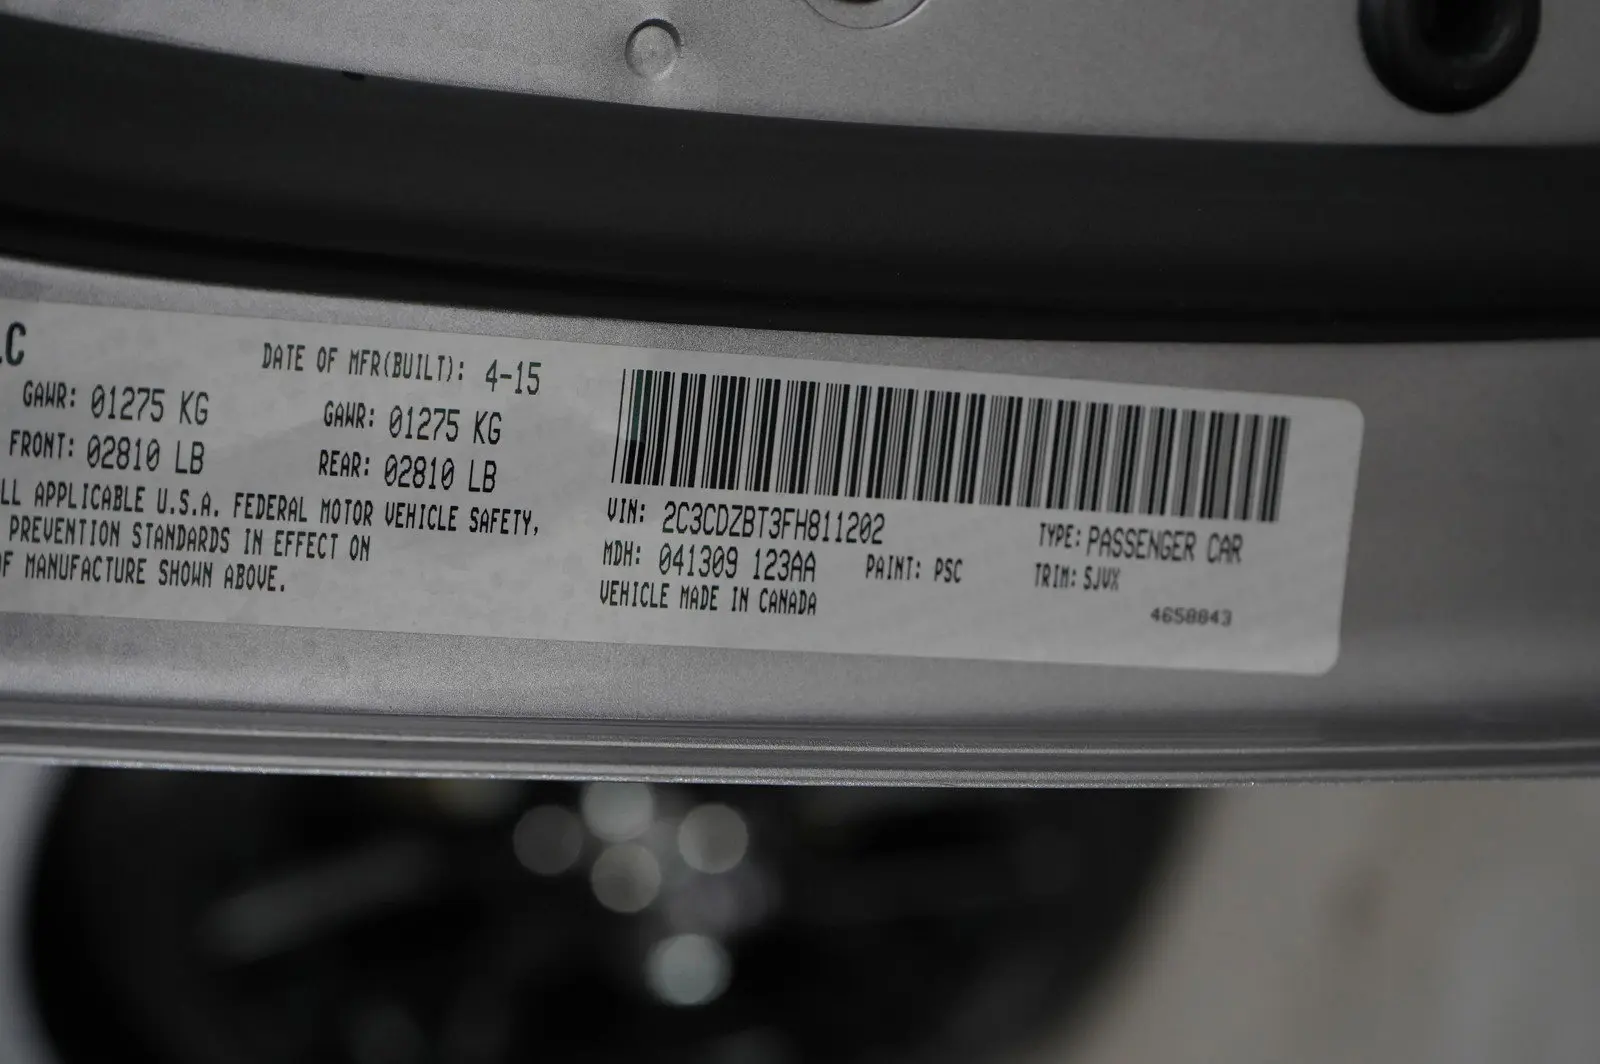 LC
DATE OF MFR(BUILT): 4-15
GAWR: 01275 KG GAWR: 01275 KG
FRONT: 02810 LB REAR: 02810 LB
LL APPLICABLE U.S.A. FEDERAL MOTOR VEHICLE SAFETY,
PREVENTION STANDARDS IN EFFECT ON
OF MANUFACTURE SHOWN ABOVE.
VIN: 2C3CDZBT3FH811202 TYPE: PASSENGER CAR
MDH: 041309 123AA PAINT: PSC TRIM: SJVX
VEHICLE MADE IN CANADA
4658843